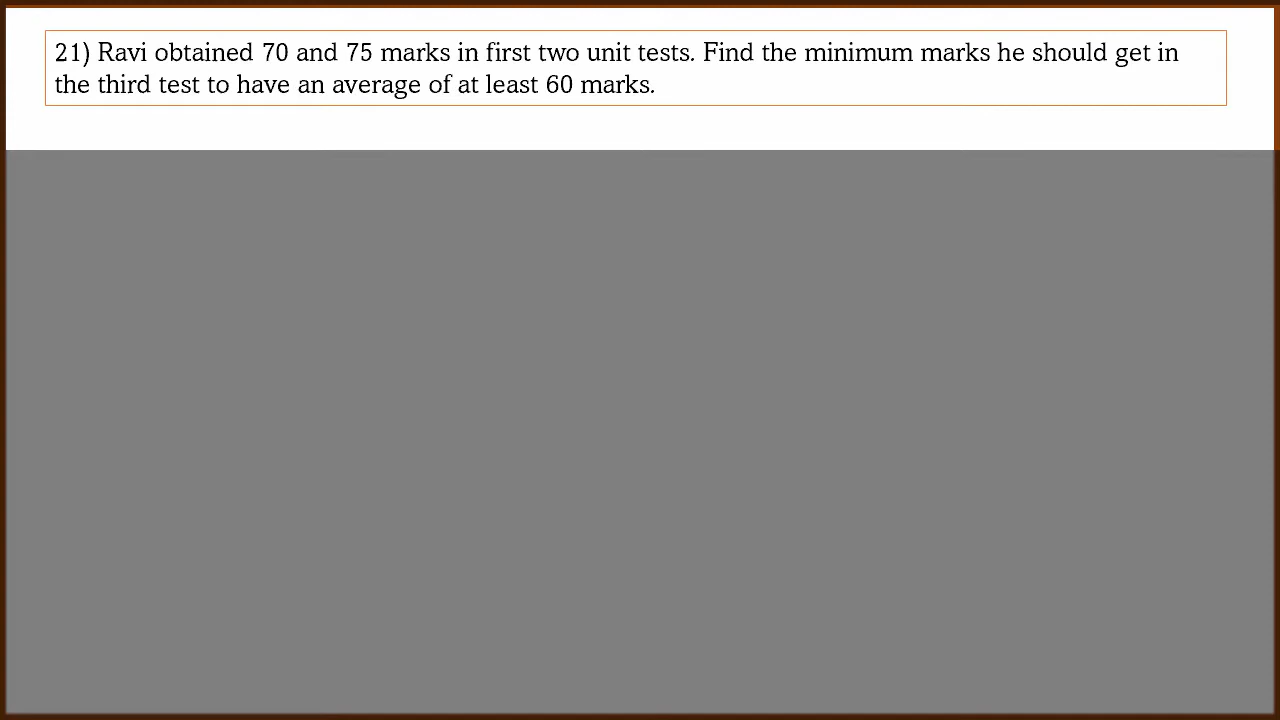 21) Ravi obtained 70 and 75 marks in first two unit tests. Find the minimum marks he should get in
the third test to have an average of at least 60 marks.